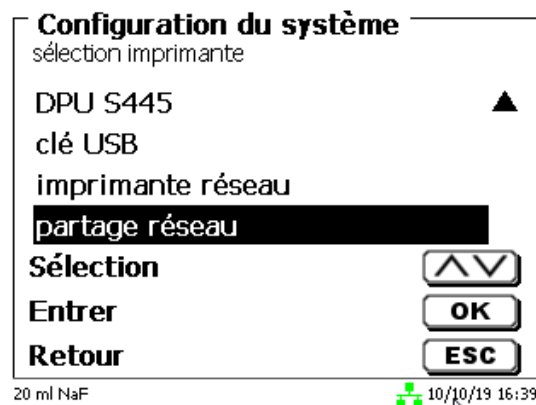 Configuration du système
sélection imprimante
DPU S445
clé USB
imprimante réseau
partage réseau
Sélection
Entrer OK
Retour ESC
20 ml NaF 10/10/19 16:39